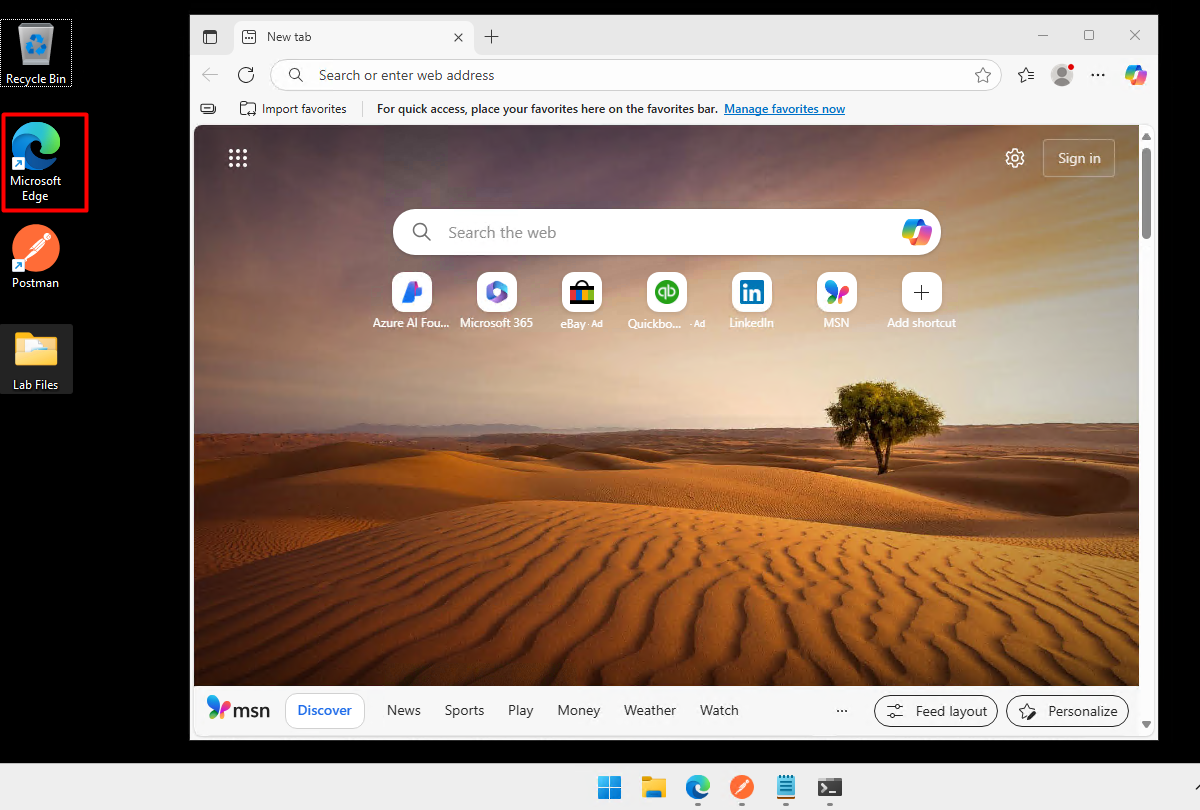 Recycle Bin
Microsoft
Edge
Postman
Lab Files
New tab
Search or enter web address
Import favorites
For quick access, place your favorites here on the favorites bar. Manage favorites now
Sign in
Search the web
Azure AI Fou...
Microsoft 365
eBay · Ad
Quickbo... · Ad
LinkedIn
MSN
Add shortcut
msn
Discover
News
Sports
Play
Money
Weather
Watch
...
Feed layout
Personalize